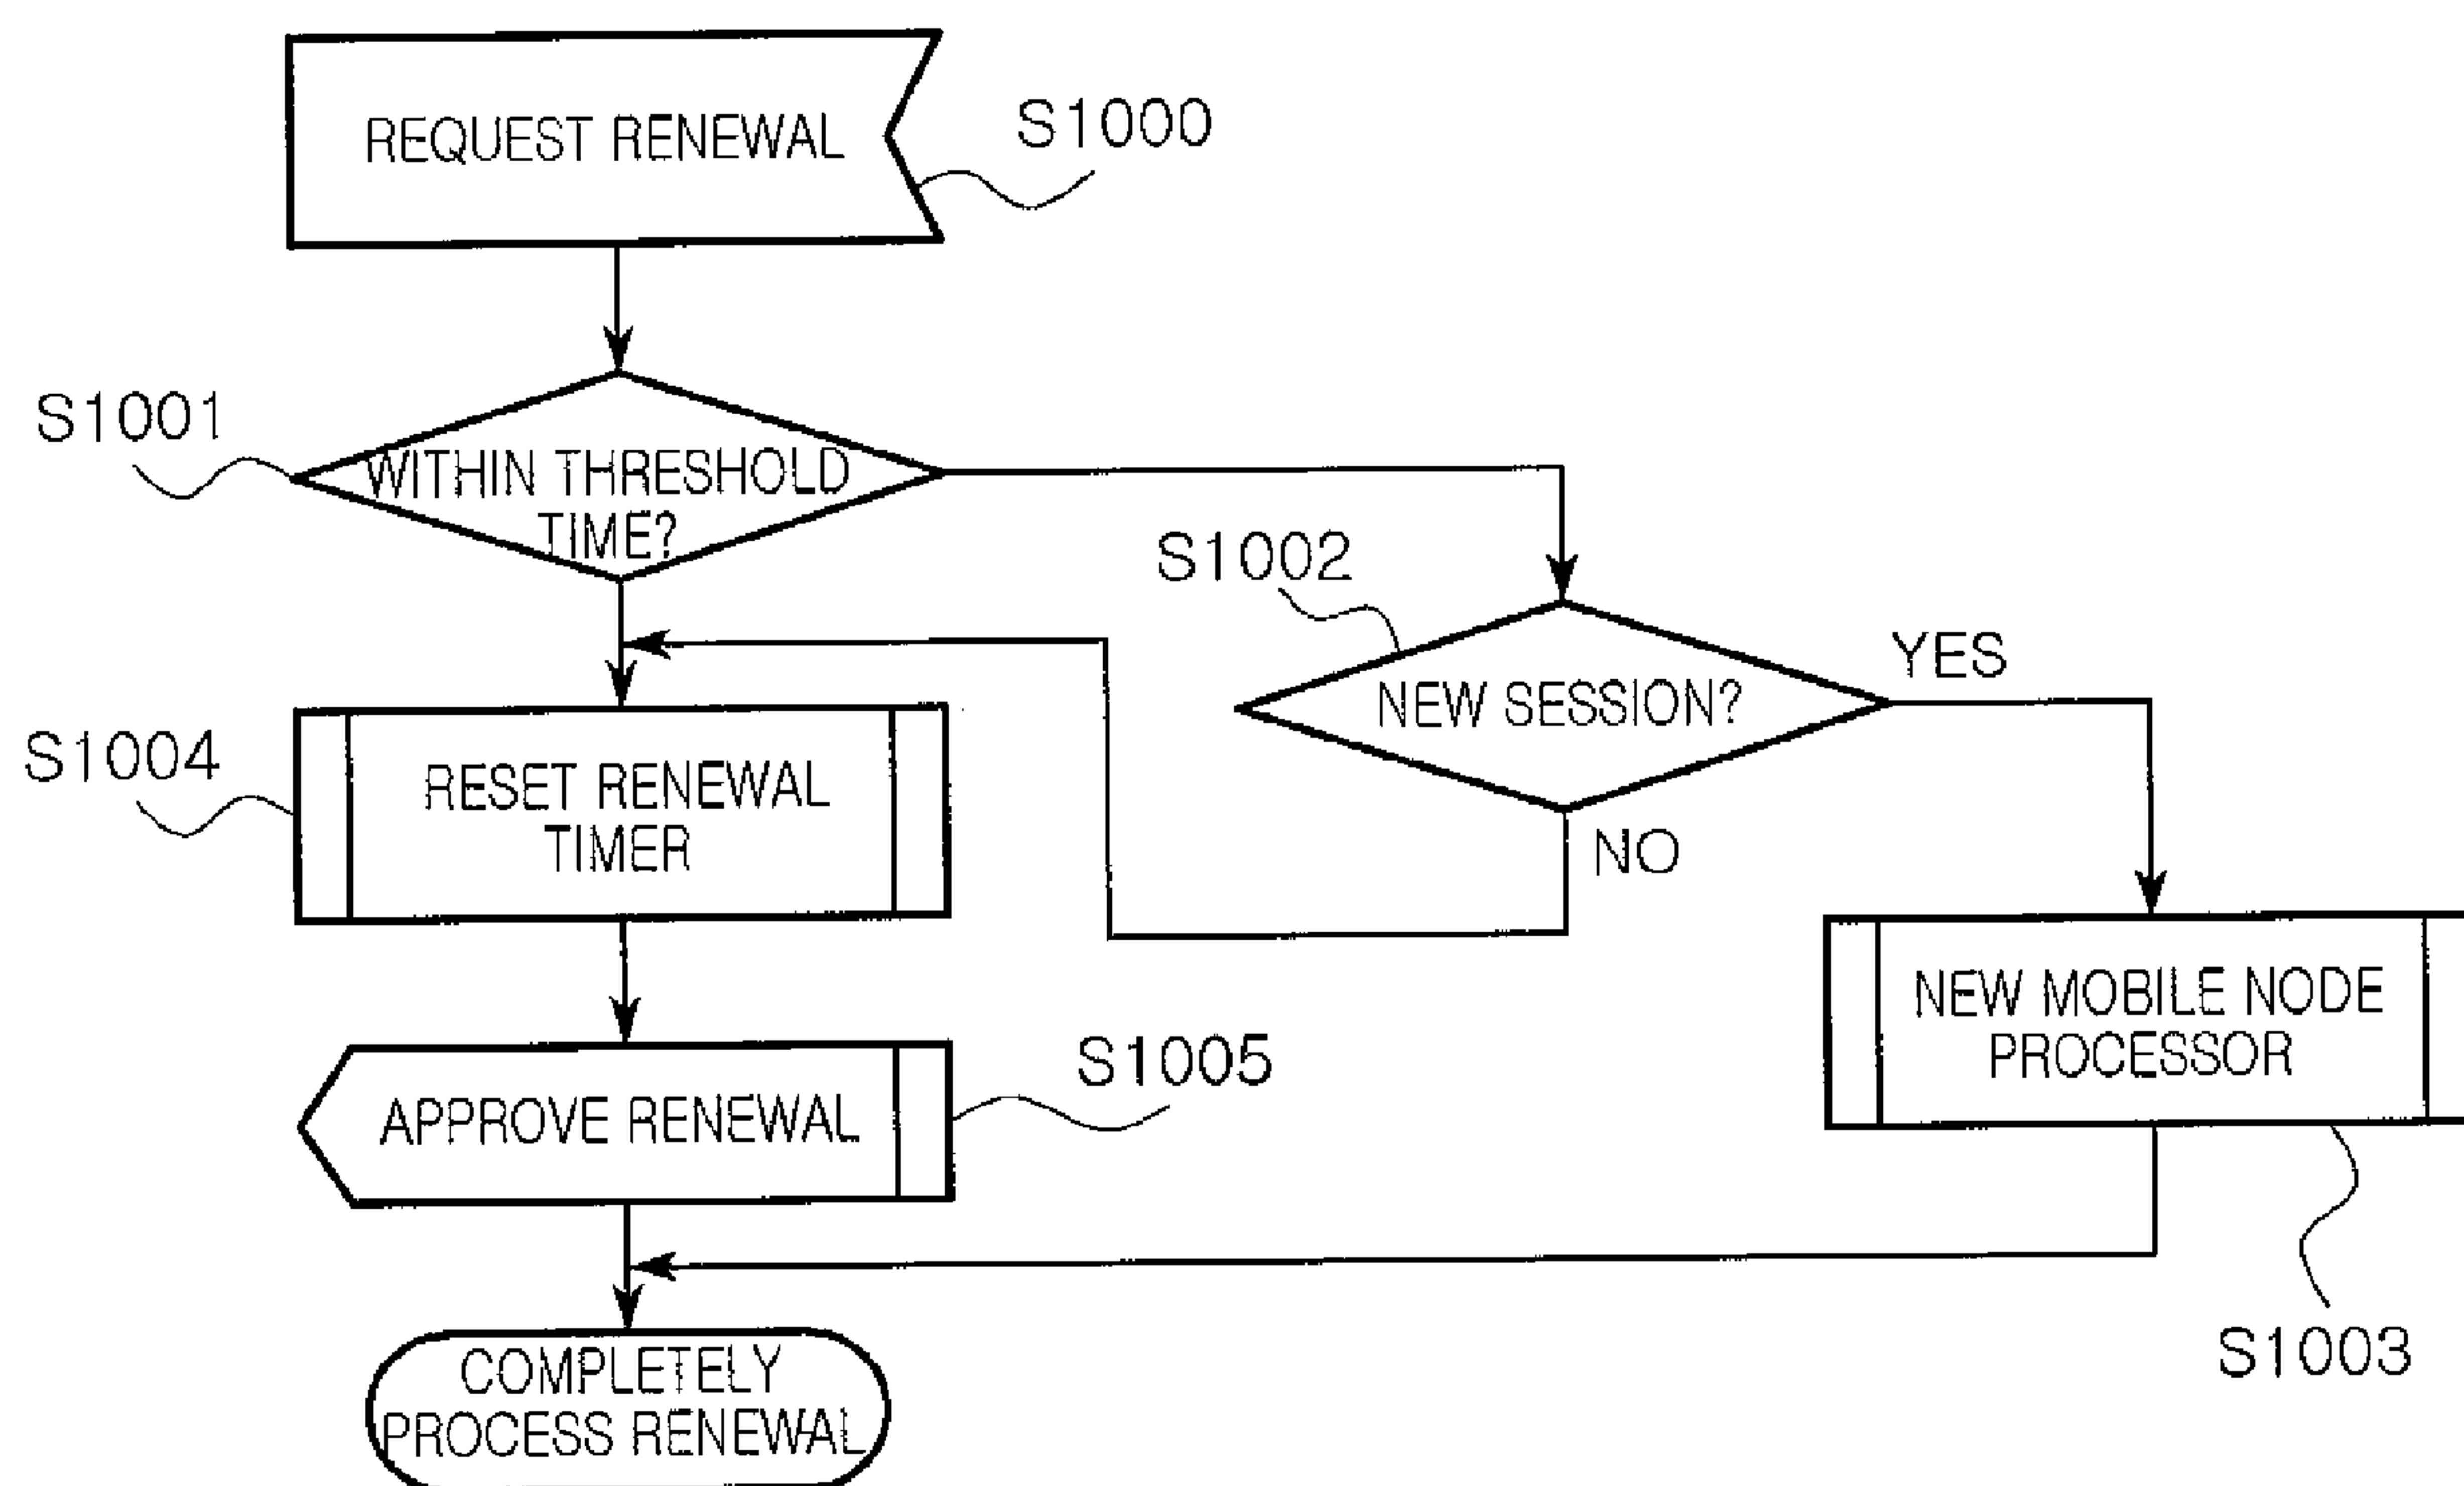 REQUEST RENEWAL
S1000
S1001
WITHIN THRESHOLD
TIME?
S1002
NEW SESSION?
YES
NO
S1004
RESET RENEWAL
TIMER
NEW MOBILE NODE
PROCESSOR
S1005
APPROVE RENEWAL
S1003
COMPLETELY
PROCESS RENEWAL